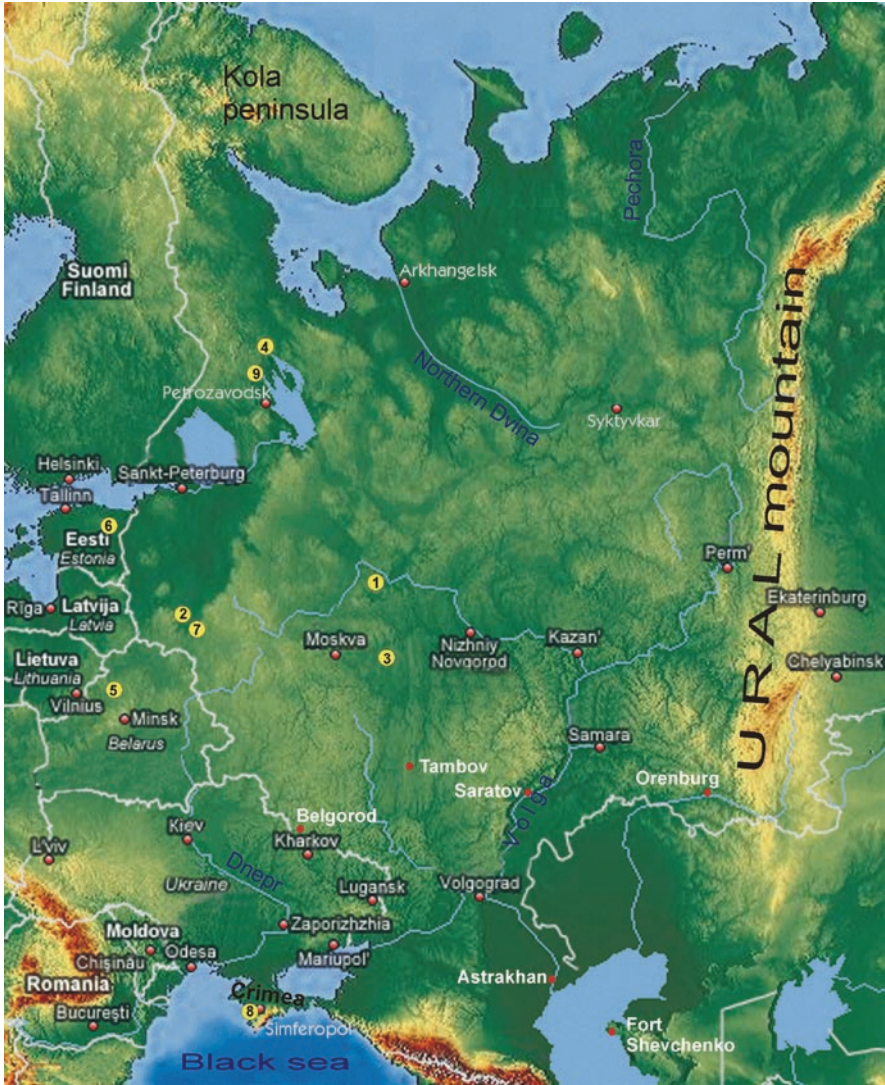 Kola
peninsula
Pechora
Suomi
Finland
Arkhangelsk
URAL mountain
4
9
Petrozavodsk
Northern Dvina
Syktyvkar
Helsinki
Sankt-Peterburg
Tallinn
6
Eesti
Estonia
Perm'
1
Ekaterinburg
Rīga
Latvija
Latvia
2
7
Moskva
3
Nizhniy
Novgorod
Kazan'
Lietuva
Lithuania
Chelyabinsk
5
Vilnius
Minsk
Belarus
Samara
Tambov
Saratov
Volga
Orenburg
Belgorod
Kiev
Kharkov
L'viv
Dnepr
Ukraine
Lugansk
Volgograd
Zaporizhzhia
Moldova
Chişinău
Odesa
Mariupol'
Astrakhan
Romania
Crimea
8
Simferopol
Bucureşti
Fort
Shevchenko
Black sea